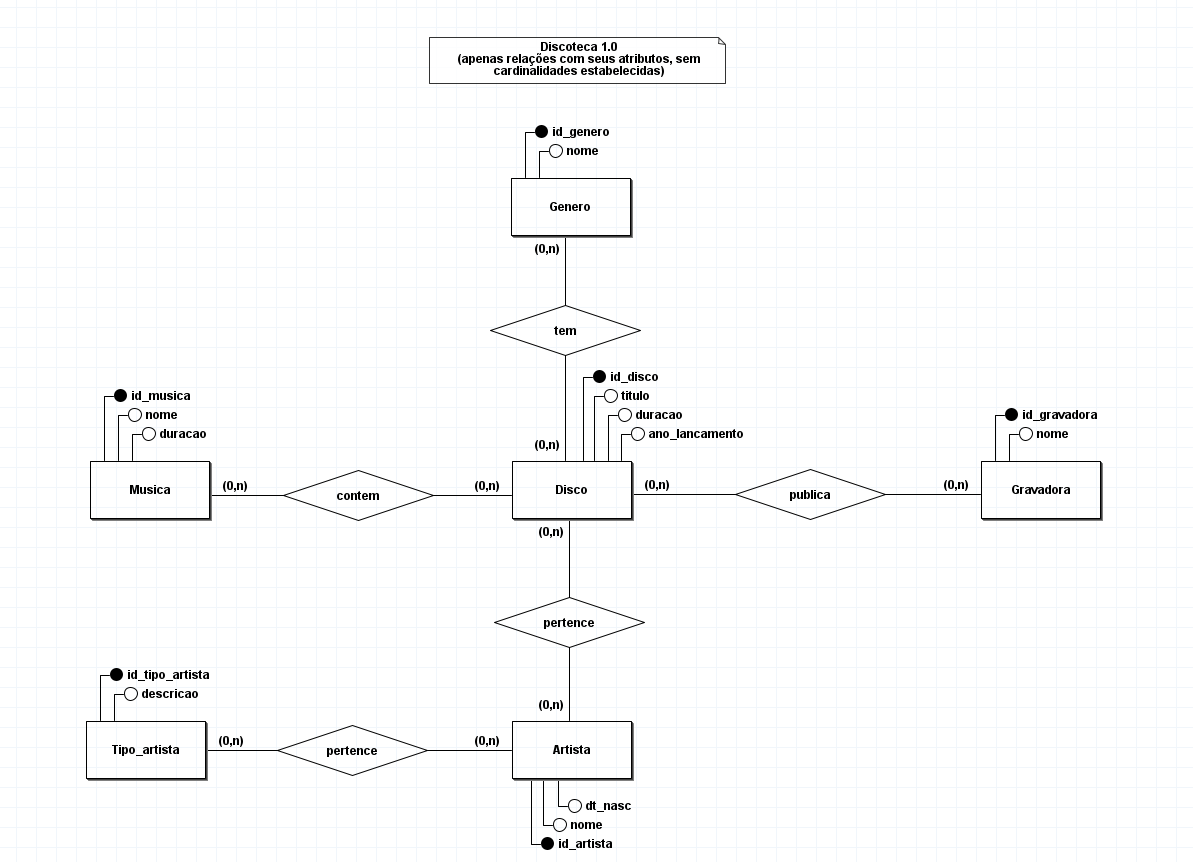 Discoteca 1.0
(apenas relações com seus atributos, sem
cardinalidades estabelecidas)
id_genero
nome
Genero
(0,n)
tem
id_disco
titulo
duracao
ano_lancamento
(0,n)
id_musica
nome
duracao
id_gravadora
nome
Musica
(0,n)
contem
(0,n)
Disco
(0,n)
publica
(0,n)
Gravadora
(0,n)
pertence
(0,n)
id_tipo_artista
descricao
Tipo_artista
(0,n)
pertence
(0,n)
Artista
dt_nasc
nome
id_artista